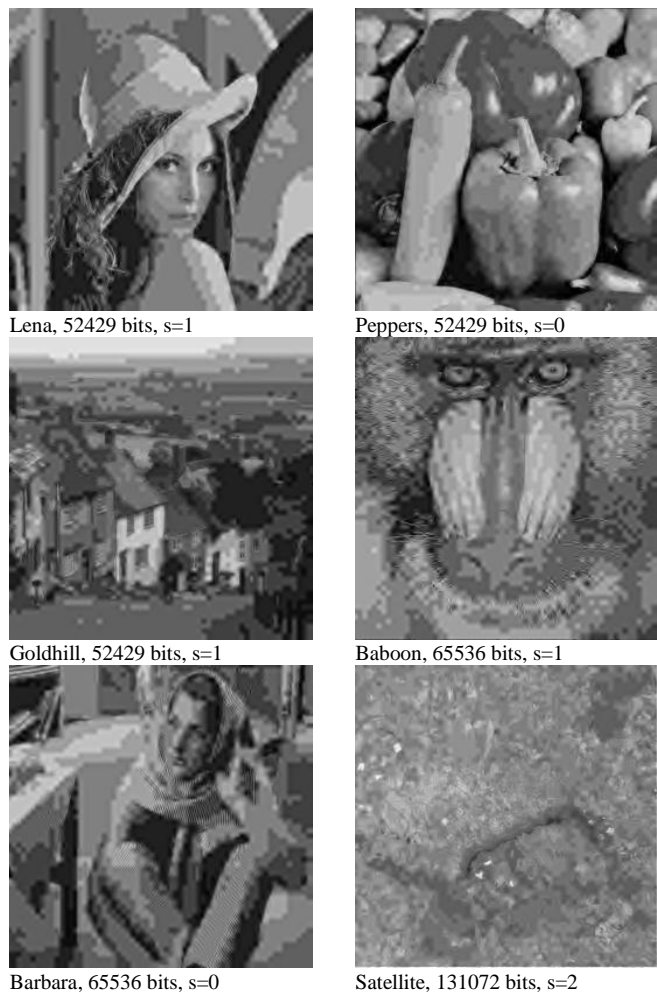 Lena, 52429 bits, s=1
Peppers, 52429 bits, s=0
Goldhill, 52429 bits, s=1
Baboon, 65536 bits, s=1
Barbara, 65536 bits, s=0
Satellite, 131072 bits, s=2